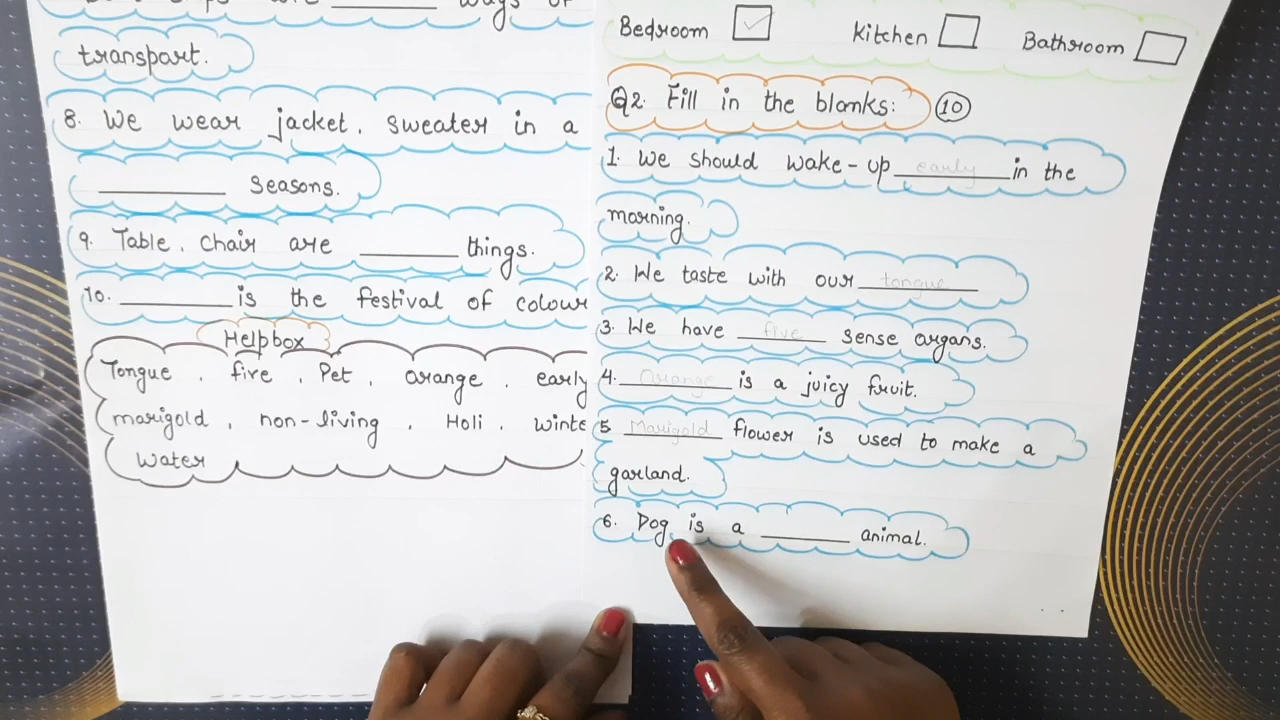 transport.
8. We wear jacket, sweater in a
__________ seasons.
9. Table, chair are ________ things.
10. _________ is the festival of colour
Helpbox
Tongue, five, Pet, orange, early
marigold, non-living, Holi, winte
Water
Bedroom ✓ Kitchen Bathroom
Q2. Fill in the blanks: 10
1. We should wake-up early in the
morning.
2. We taste with our tongue
3. We have five sense organs.
4. Orange is a juicy fruit.
5 Marigold flower is used to make a
garland.
6. Dog is a ________ animal.